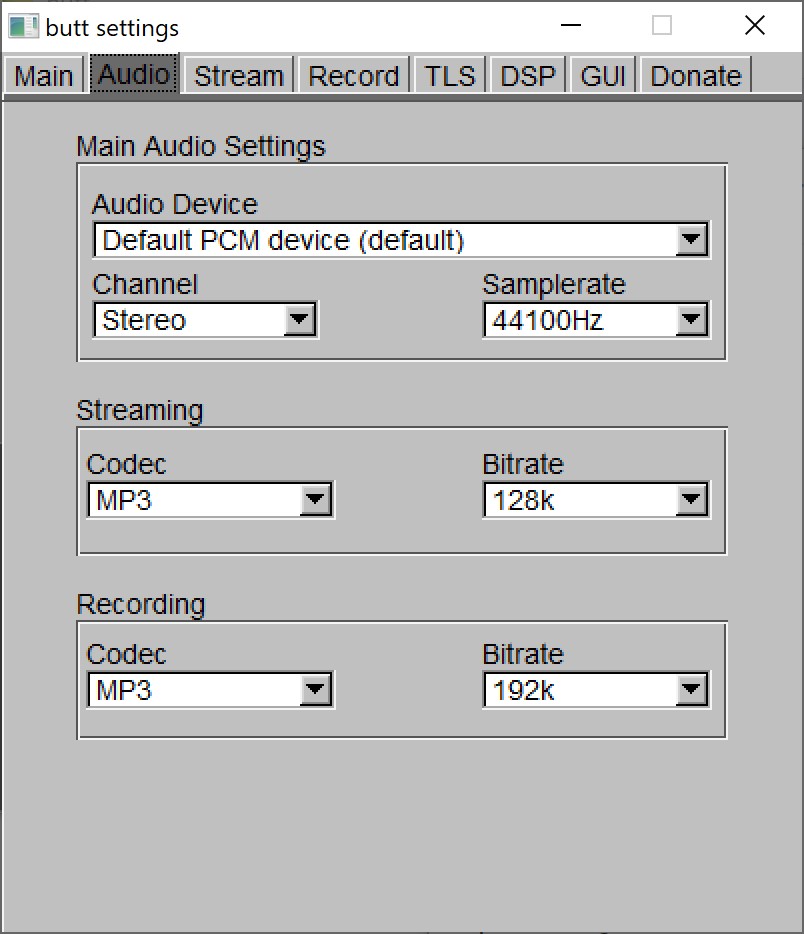 butt settings
Main Audio Stream Record TLS DSP GUI Donate
Main Audio Settings
Audio Device
Default PCM device (default)
Channel Samplerate
Stereo 44100Hz
Streaming
Codec Bitrate
MP3 128k
Recording
Codec Bitrate
MP3 192k